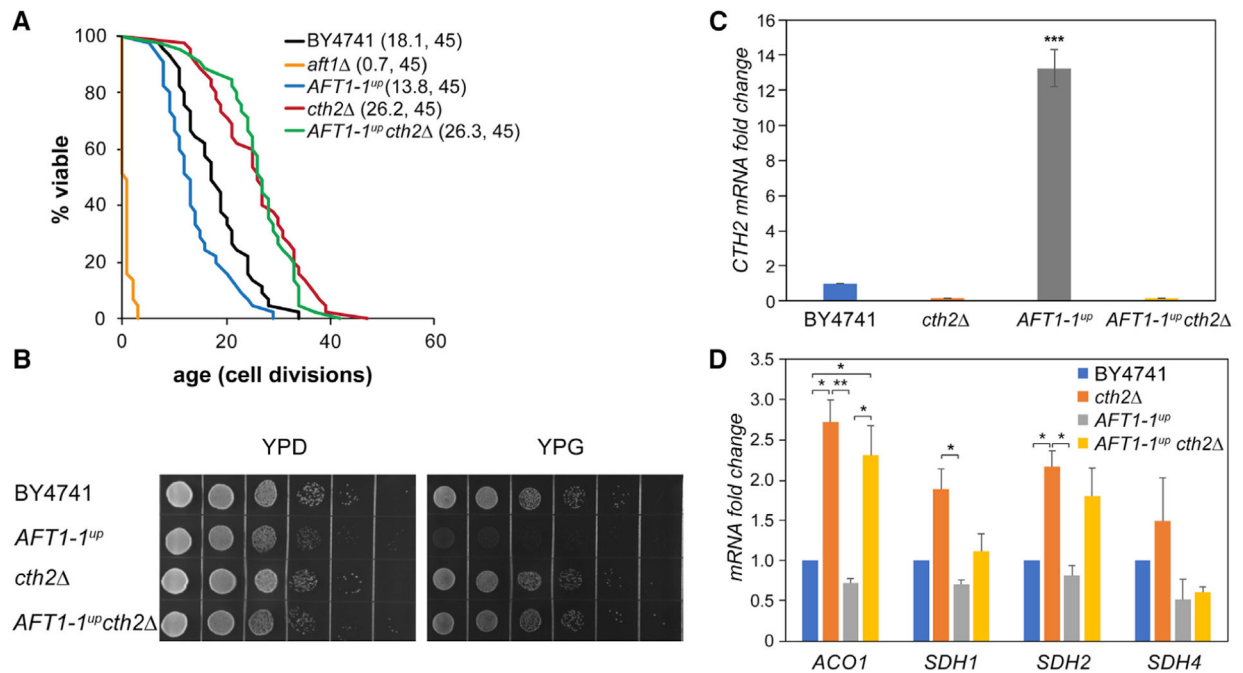 A
100
80
60
40
20
0
% viable
0 20 40 60
age (cell divisions)
BY4741 (18.1, 45)
aft1Δ (0.7, 45)
AFT1-1ᵘᵖ (13.8, 45)
cth2Δ (26.2, 45)
AFT1-1ᵘᵖ cth2Δ (26.3, 45)
B
YPD YPG
BY4741
AFT1-1ᵘᵖ
cth2Δ
AFT1-1ᵘᵖcth2Δ
C
16
14
12
10
8
6
4
2
0
CTH2 mRNA fold change
***
BY4741 cth2Δ AFT1-1ᵘᵖ AFT1-1ᵘᵖcth2Δ
D
3.5
3.0
2.5
2.0
1.5
1.0
0.5
0
mRNA fold change
BY4741
cth2Δ
AFT1-1ᵘᵖ
AFT1-1ᵘᵖ cth2Δ
*
* **
*
*
* *
ACO1 SDH1 SDH2 SDH4